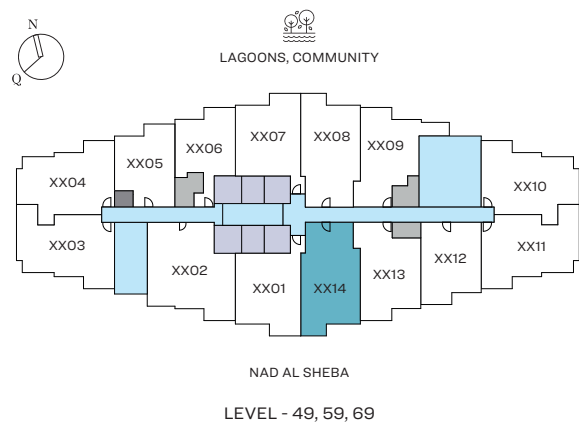 N
Q
LAGOONS, COMMUNITY
XX07
XX08
XX06
XX09
XX05
XX04
XX10
XX03
XX02
XX01
XX14
XX13
XX12
XX11
NAD AL SHEBA
LEVEL - 49, 59, 69